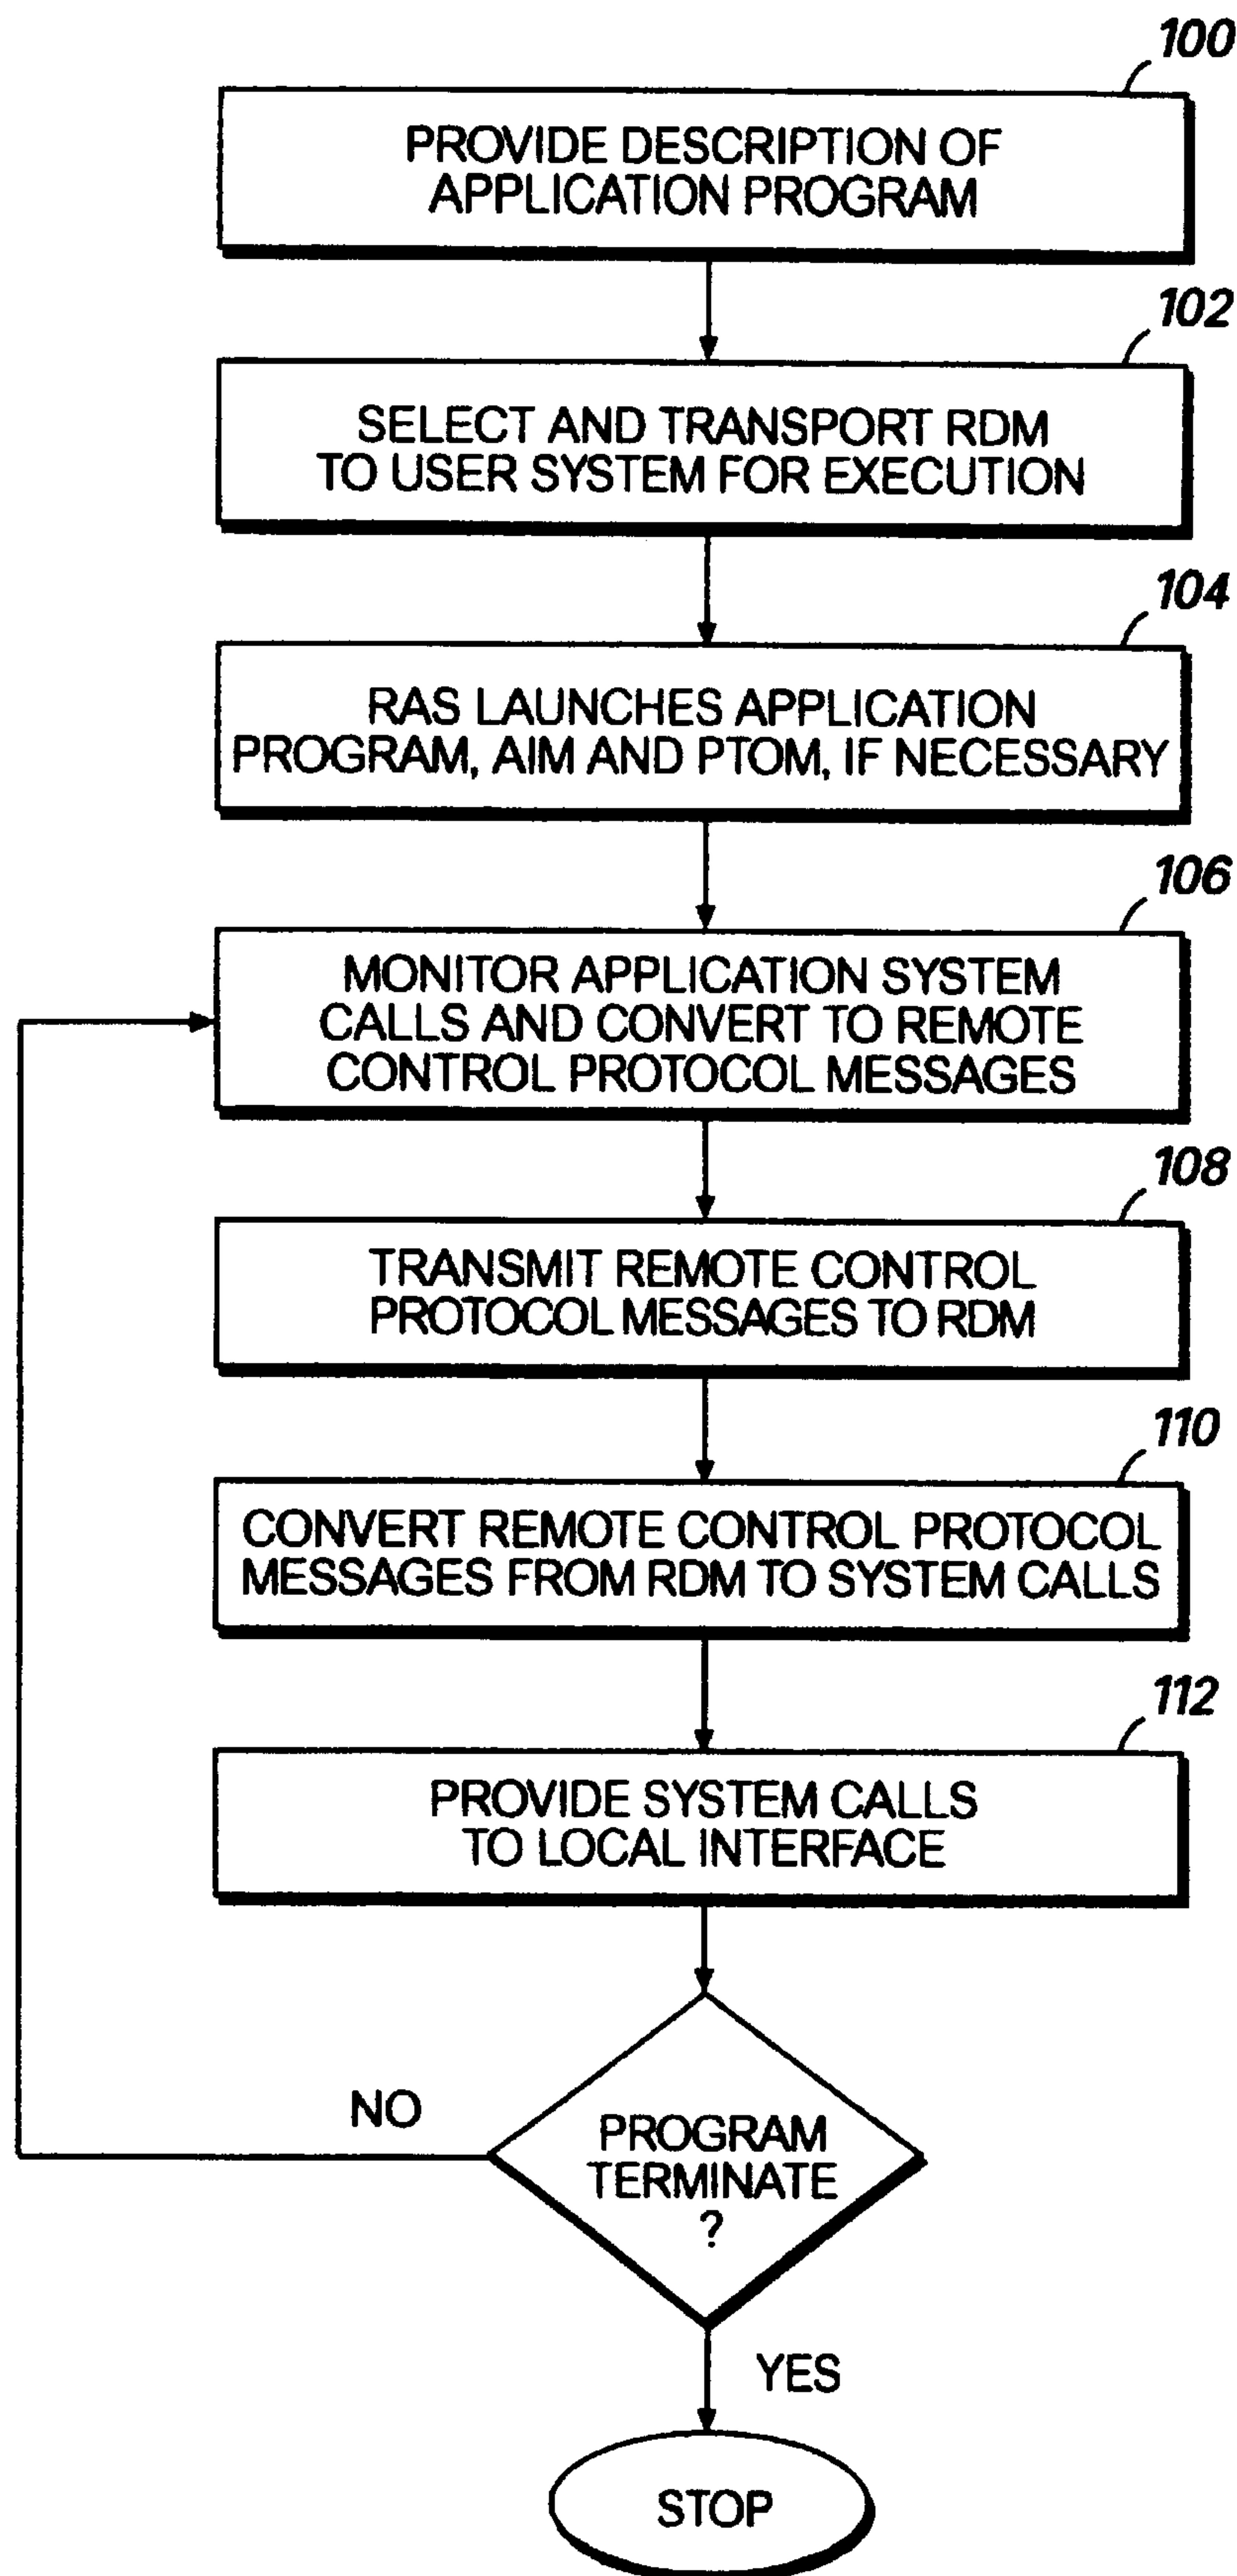 100
PROVIDE DESCRIPTION OF
APPLICATION PROGRAM
102
SELECT AND TRANSPORT RDM
TO USER SYSTEM FOR EXECUTION
104
RAS LAUNCHES APPLICATION
PROGRAM, AIM AND PTOM, IF NECESSARY
106
MONITOR APPLICATION SYSTEM
CALLS AND CONVERT TO REMOTE
CONTROL PROTOCOL MESSAGES
108
TRANSMIT REMOTE CONTROL
PROTOCOL MESSAGES TO RDM
110
CONVERT REMOTE CONTROL PROTOCOL
MESSAGES FROM RDM TO SYSTEM CALLS
112
PROVIDE SYSTEM CALLS
TO LOCAL INTERFACE
NO
PROGRAM
TERMINATE
?
YES
STOP